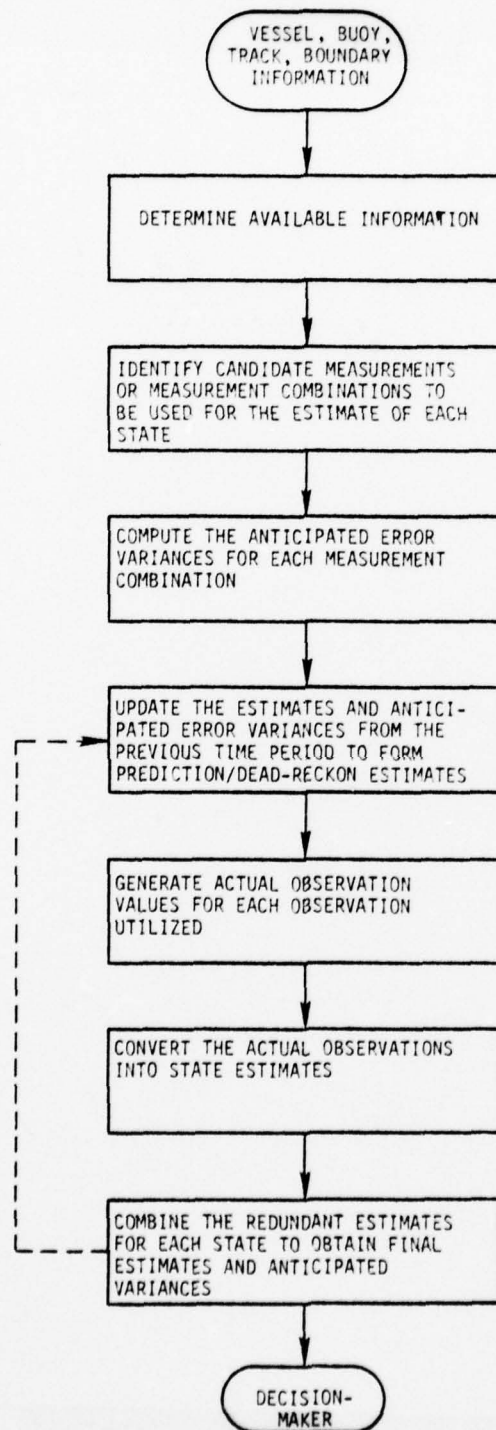 VESSEL, BUOY,
TRACK, BOUNDARY
INFORMATION
DETERMINE AVAILABLE INFORMATION
IDENTIFY CANDIDATE MEASUREMENTS
OR MEASUREMENT COMBINATIONS TO
BE USED FOR THE ESTIMATE OF EACH
STATE
COMPUTE THE ANTICIPATED ERROR
VARIANCES FOR EACH MEASUREMENT
COMBINATION
UPDATE THE ESTIMATES AND ANTICI-
PATED ERROR VARIANCES FROM THE
PREVIOUS TIME PERIOD TO FORM
PREDICTION/DEAD-RECKON ESTIMATES
GENERATE ACTUAL OBSERVATION
VALUES FOR EACH OBSERVATION
UTILIZED
CONVERT THE ACTUAL OBSERVATIONS
INTO STATE ESTIMATES
COMBINE THE REDUNDANT ESTIMATES
FOR EACH STATE TO OBTAIN FINAL
ESTIMATES AND ANTICIPATED
VARIANCES
DECISION-
MAKER